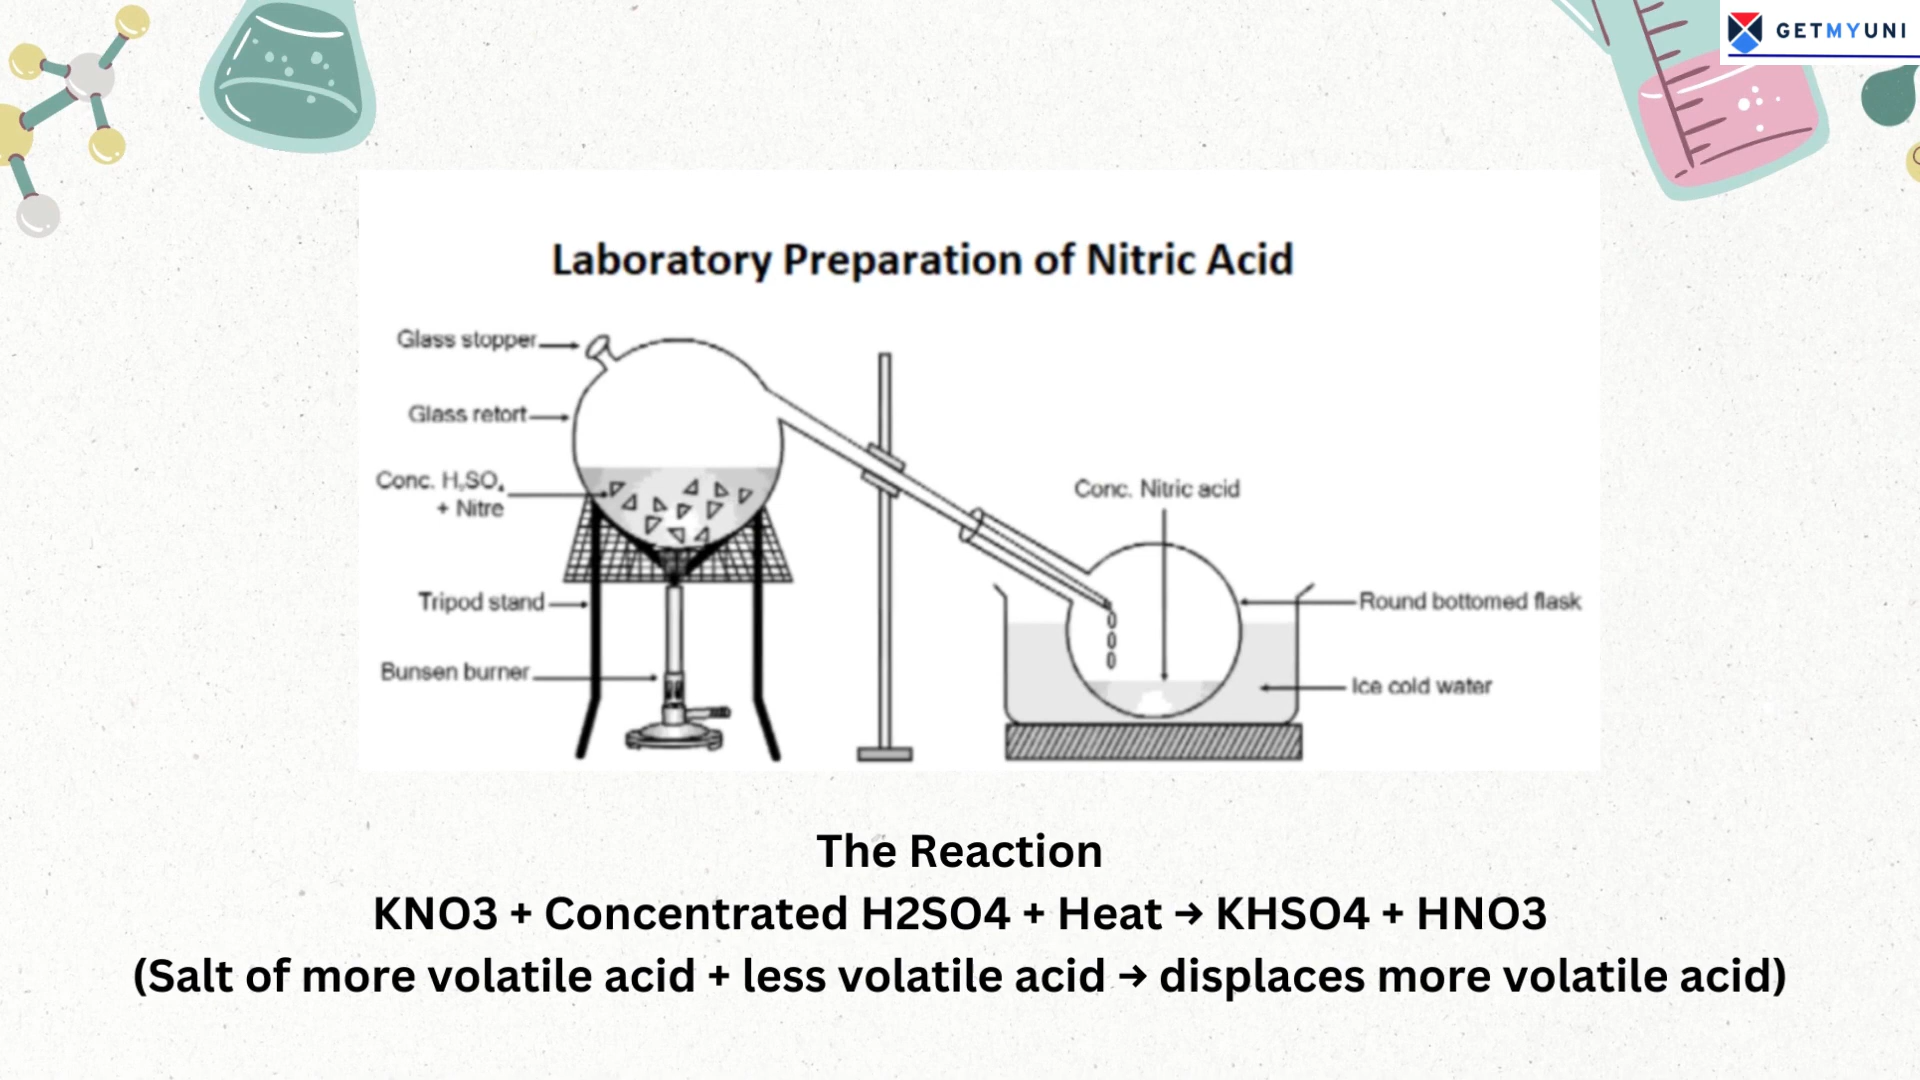 GETMYUNI
Laboratory Preparation of Nitric Acid
Glass stopper
Glass retort
Conc. H₂SO₄
+ Nitre
Tripod stand
Bunsen burner
Conc. Nitric acid
Round bottomed flask
Ice cold water
The Reaction
KNO3 + Concentrated H2SO4 + Heat → KHSO4 + HNO3
(Salt of more volatile acid + less volatile acid → displaces more volatile acid)